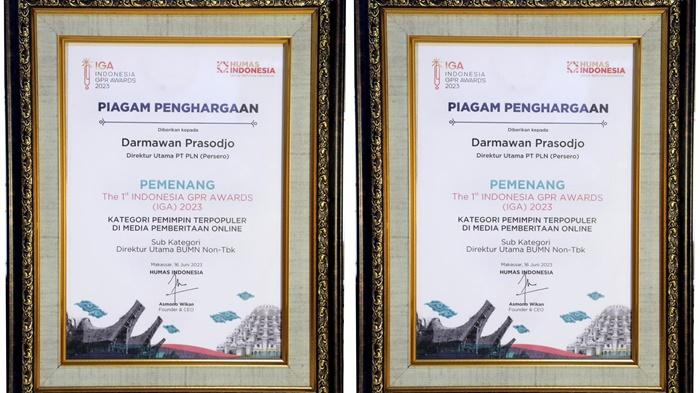 IGA
INDONESIA
GPR AWARDS
2023
HUMAS
INDONESIA
PIAGAM PENGHARGAAN
Diberikan kepada
Darmawan Prasodjo
Direktur Utama PT PLN (Persero)
PEMENANG
The 1st INDONESIA GPR AWARDS
(IGA) 2023
KATEGORI PEMIMPIN TERPOPULER
DI MEDIA PEMBERITAAN ONLINE
Sub Kategori
Direktur Utama BUMN Non-Tbk
Makassar, 16 Juni 2023
HUMAS INDONESIA
Asmono Wikan
Founder & CEO
IGA
INDONESIA
GPR AWARDS
2023
HUMAS
INDONESIA
PIAGAM PENGHARGAAN
Diberikan kepada
Darmawan Prasodjo
Direktur Utama PT PLN (Persero)
PEMENANG
The 1st INDONESIA GPR AWARDS
(IGA) 2023
KATEGORI PEMIMPIN TERPOPULER
DI MEDIA PEMBERITAAN ONLINE
Sub Kategori
Direktur Utama BUMN Non-Tbk
Makassar, 16 Juni 2023
HUMAS INDONESIA
Asmono Wikan
Founder & CEO